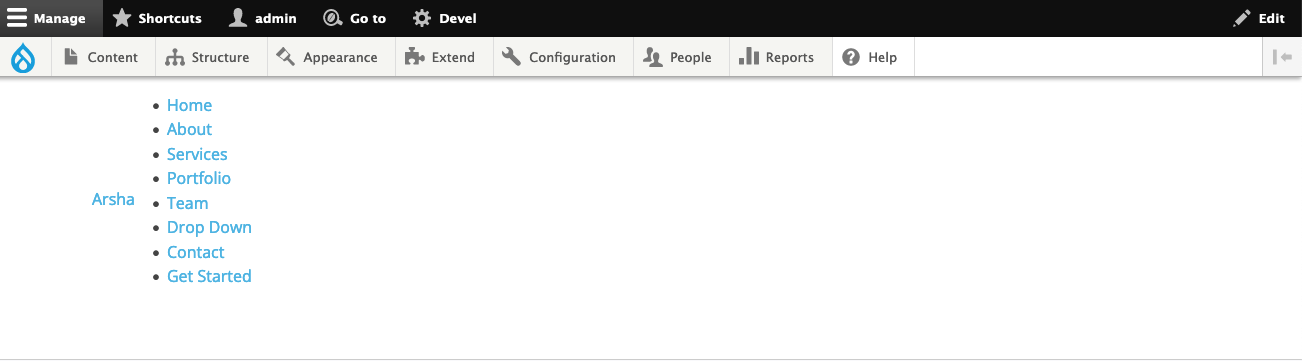 Manage Shortcuts admin Go to Devel Edit
Content Structure Appearance Extend Configuration People Reports Help
Arsha
Home
About
Services
Portfolio
Team
Drop Down
Contact
Get Started